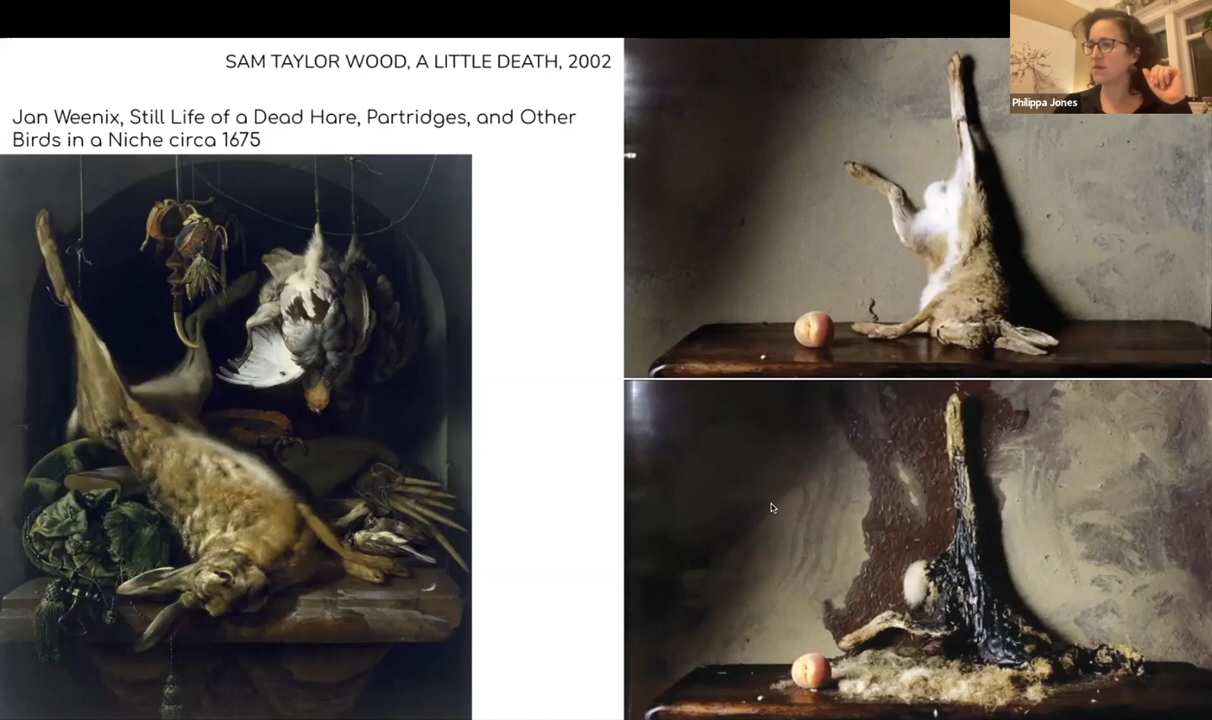 SAM TAYLOR WOOD, A LITTLE DEATH, 2002
Jan Weenix, Still Life of a Dead Hare, Partridges, and Other
Birds in a Niche circa 1675
Philippa Jones